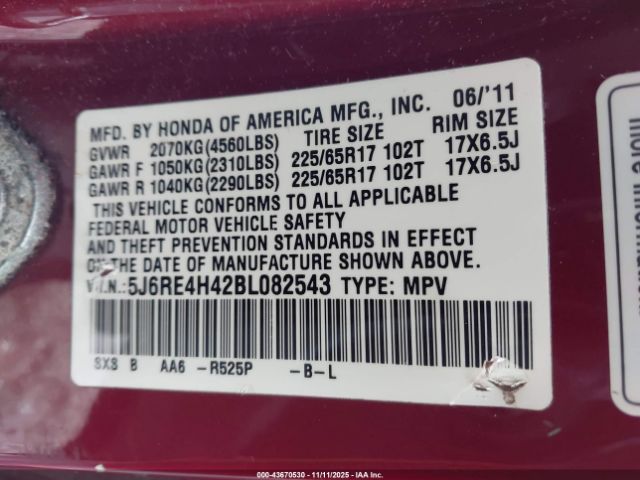 MFD. BY HONDA OF AMERICA MFG., INC. 06/'11
GVWR 2070KG(4560LBS) TIRE SIZE RIM SIZE
GAWR F 1050KG(2310LBS) 225/65R17 102T 17X6.5J
GAWR R 1040KG(2290LBS) 225/65R17 102T 17X6.5J
THIS VEHICLE CONFORMS TO ALL APPLICABLE
FEDERAL MOTOR VEHICLE SAFETY
AND THEFT PREVENTION STANDARDS IN EFFECT
ON THE DATE OF MANUFACTURE SHOWN ABOVE.
V.I.N.:5J6RE4H42BL082543 TYPE: MPV
SXS B AA6 -R525P -B-L
more
000-43670530 - 11/11/2025 - IAA Inc.